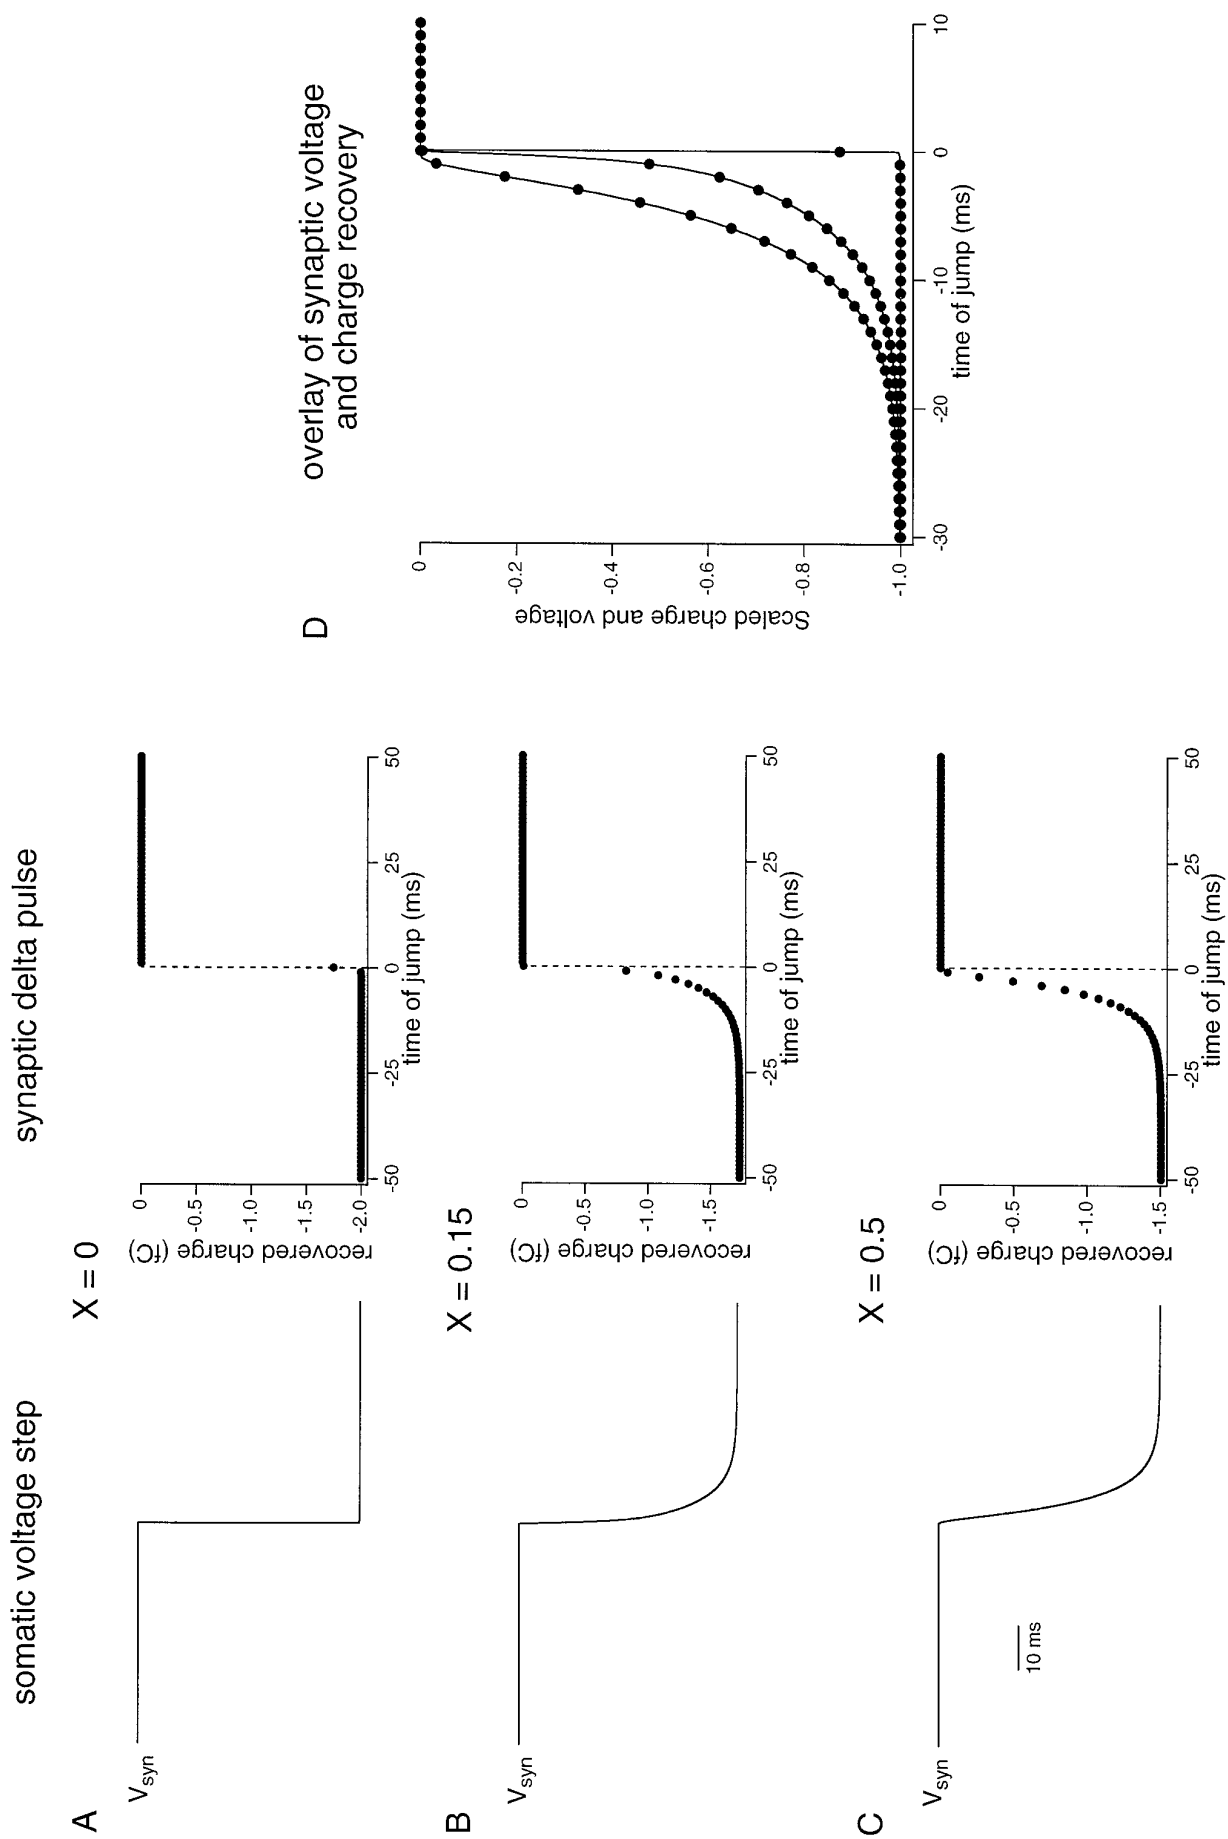 somatic voltage step
synaptic delta pulse
A
V_syn
X = 0
recovered charge (fC)
0
-0.5
-1.0
-1.5
-2.0
-50
-25
0
25
50
time of jump (ms)
B
V_syn
X = 0.15
recovered charge (fC)
0
-0.5
-1.0
-1.5
-50
-25
0
25
50
time of jump (ms)
C
V_syn
10 ms
X = 0.5
recovered charge (fC)
0
-0.5
-1.0
-1.5
-50
-25
0
25
50
time of jump (ms)
D
overlay of synaptic voltage
and charge recovery
Scaled charge and voltage
0
-0.2
-0.4
-0.6
-0.8
-1.0
-30
-20
-10
0
10
time of jump (ms)